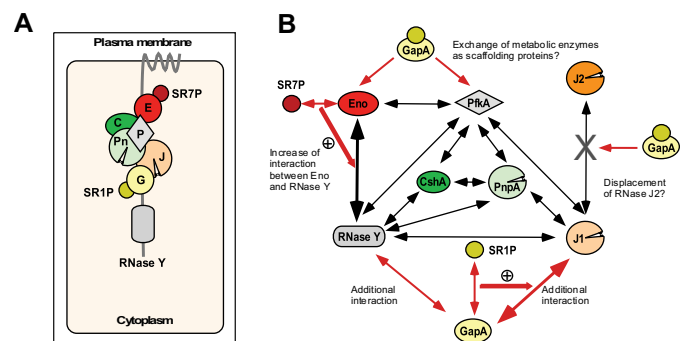 A
Plasma membrane
E
SR7P
C
P
Pn
J
G
SR1P
RNase Y
Cytoplasm
B
GapA
Exchange of metabolic enzymes
as scaffolding proteins?
J2
SR7P
Eno
PfkA
GapA
⊕
Increase of
interaction
between Eno
and RNase Y
Displacement
of RNase J2?
CshA
PnpA
RNase Y
J1
SR1P
⊕
Additional
interaction
Additional
interaction
GapA